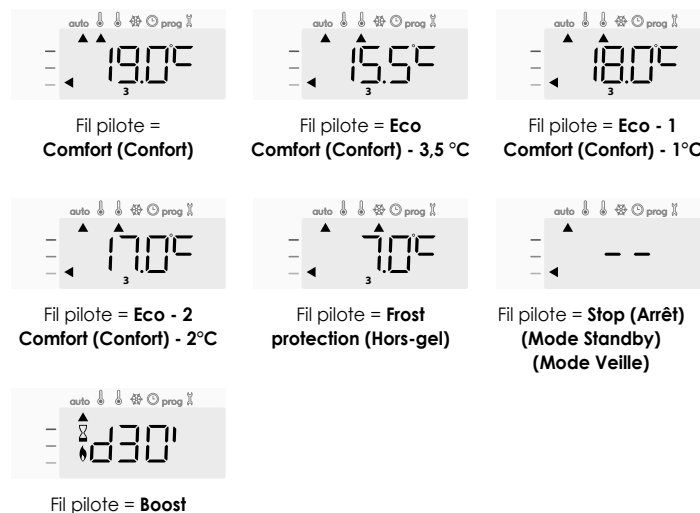 auto prog
19.0°C
3
Fil pilote =
Comfort (Confort)
auto prog
15.5°C
3
Fil pilote = Eco
Comfort (Confort) - 3,5 °C
auto prog
18.0°C
3
Fil pilote = Eco - 1
Comfort (Confort) - 1°C
auto prog
17.0°C
3
Fil pilote = Eco - 2
Comfort (Confort) - 2°C
auto prog
7.0°C
3
Fil pilote = Frost
protection (Hors-gel)
auto prog
- -
Fil pilote = Stop (Arrêt)
(Mode Standby)
(Mode Veille)
auto prog
d30'
Fil pilote = Boost